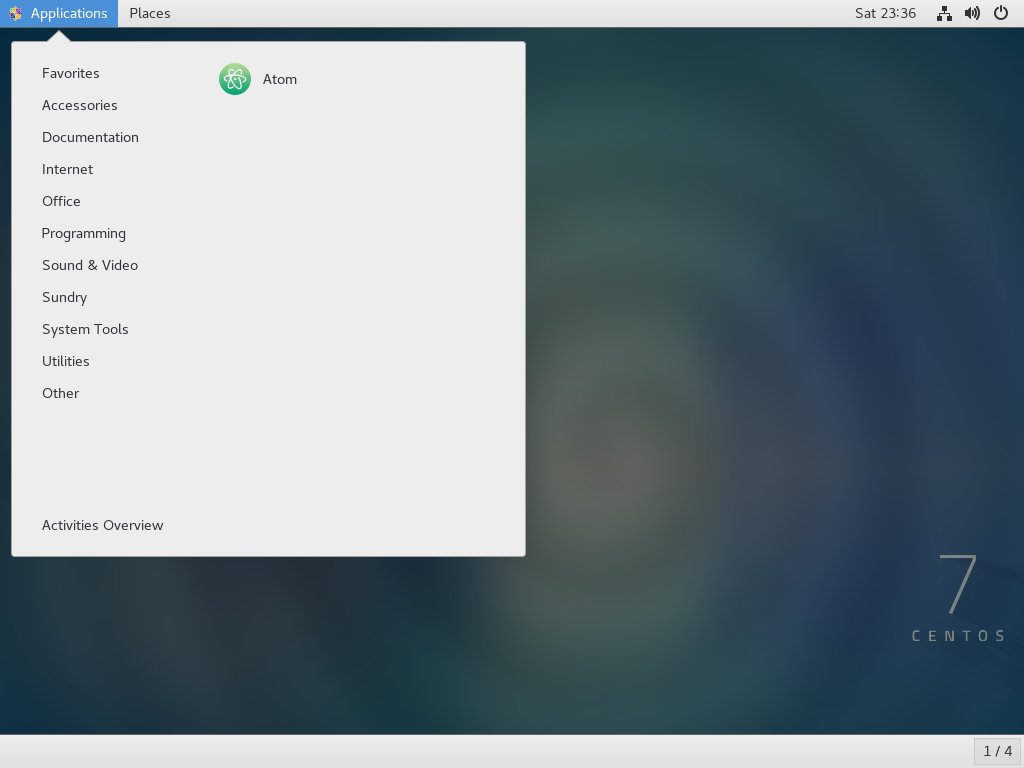 Applications Places Sat 23:36
Favorites
Atom
Accessories
Documentation
Internet
Office
Programming
Sound & Video
Sundry
System Tools
Utilities
Other
Activities Overview
7
CENTOS
1 / 4